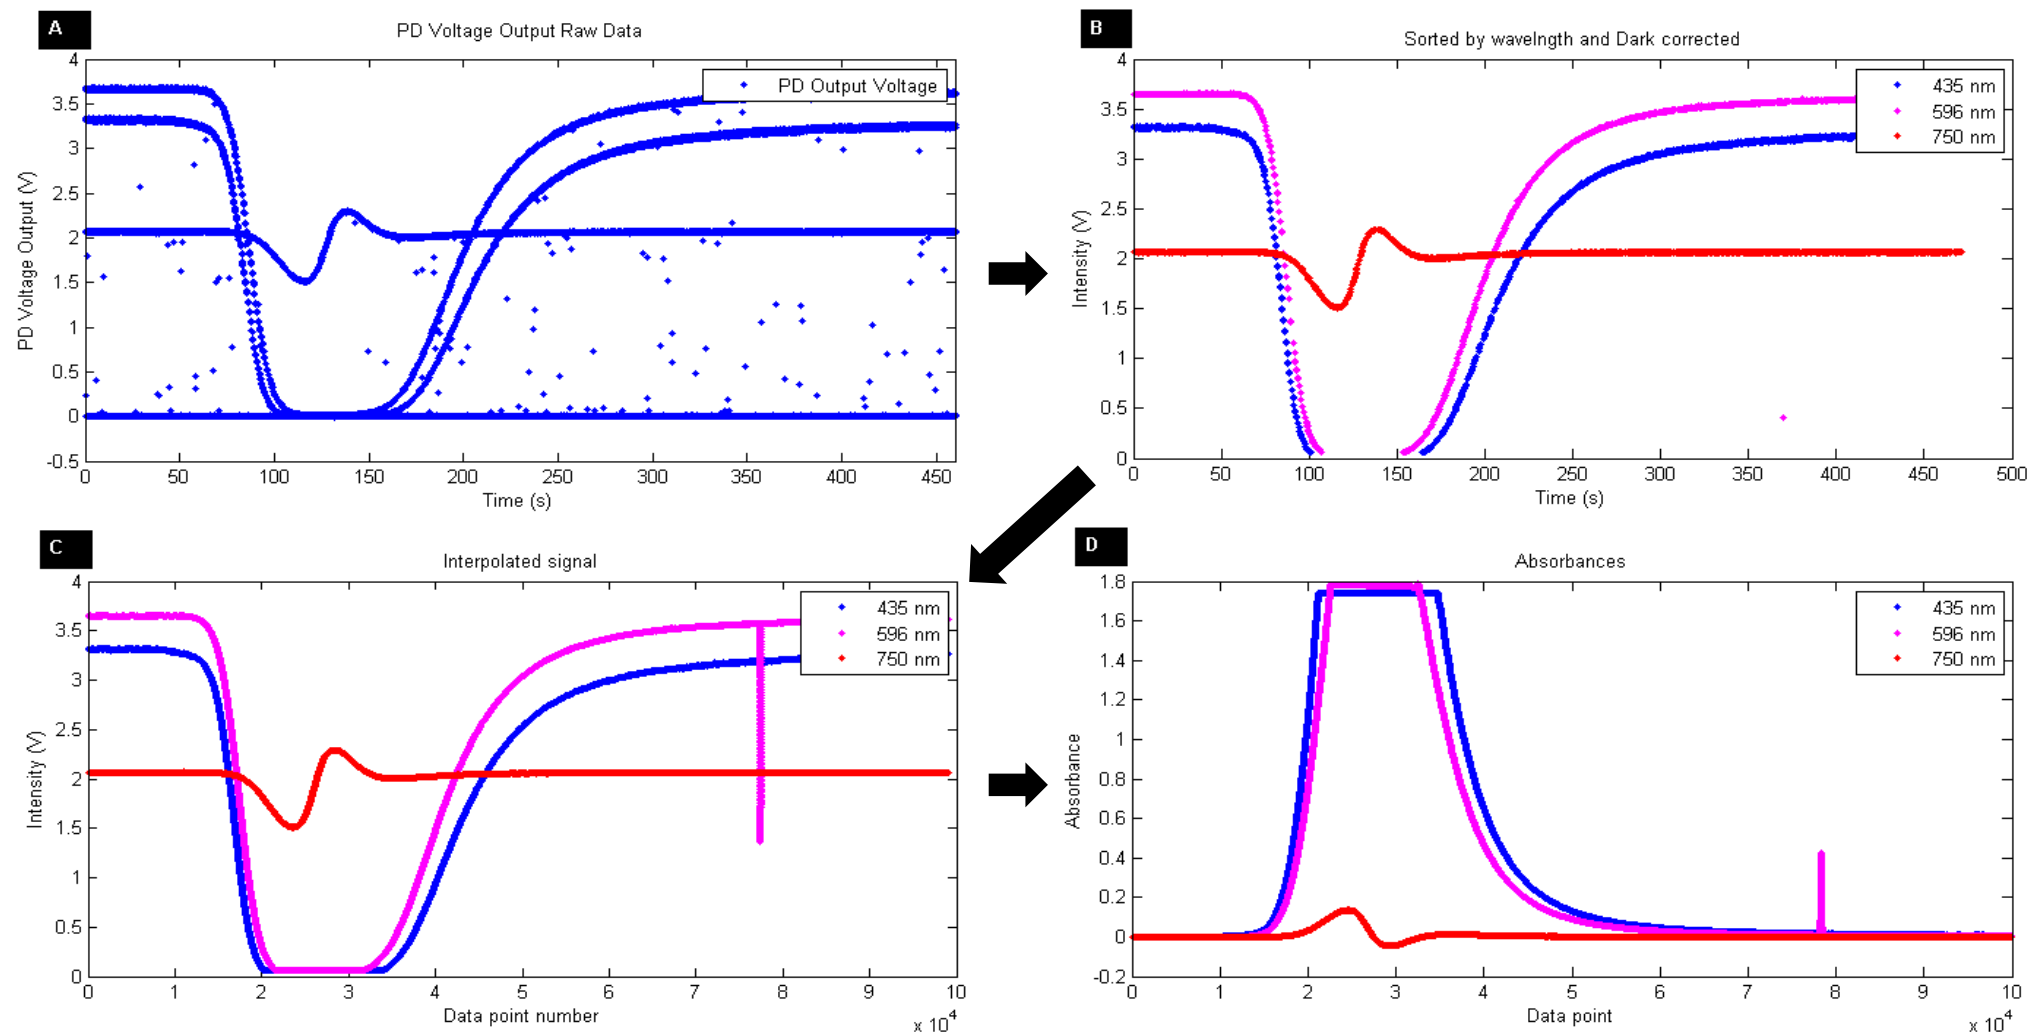 A
PD Voltage Output Raw Data
4
3.5
3
2.5
2
1.5
1
0.5
0
-0.5
PD Voltage Output (V)
PD Output Voltage
0 50 100 150 200 250 300 350 400 450
Time (s)
B
Sorted by wavelngth and Dark corrected
4
3.5
3
2.5
2
1.5
1
0.5
0
Intensity (V)
435 nm
596 nm
750 nm
0 50 100 150 200 250 300 350 400 450 500
Time (s)
C
Interpolated signal
4
3.5
3
2.5
2
1.5
1
0.5
0
Intensity (V)
435 nm
596 nm
750 nm
0 1 2 3 4 5 6 7 8 9 10
Data point number
x 10^4
D
Absorbances
1.8
1.6
1.4
1.2
1
0.8
0.6
0.4
0.2
0
-0.2
Absorbance
435 nm
596 nm
750 nm
0 1 2 3 4 5 6 7 8 9 10
Data point
x 10^4